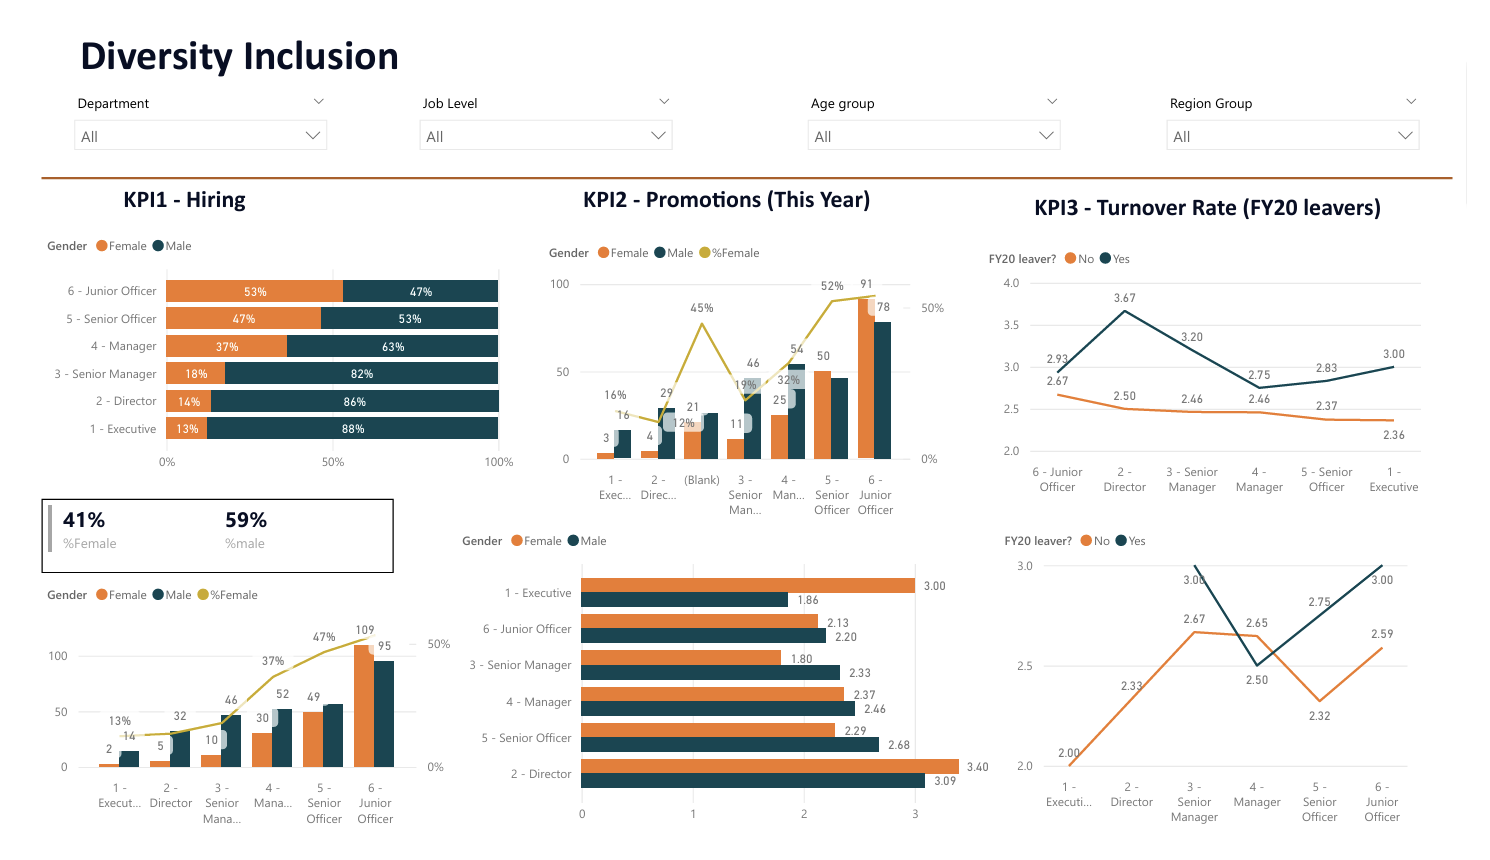 Diversity Inclusion
Department
Job Level
Age group
Region Group
All
All
All
All
KPI1 - Hiring
Gender Female Male
6 - Junior Officer 53% 47%
5 - Senior Officer 47% 53%
4 - Manager 37% 63%
3 - Senior Manager 18% 82%
2 - Director 14% 86%
1 - Executive 13% 88%
0% 50% 100%
41% 59%
%Female %male
Gender Female Male %Female
109
47%
95
50%
100
37%
46
52
49
50
13%
32
30
14
10
2
5
0
0%
1 - Execut...
2 - Director
3 - Senior Mana...
4 - Mana...
5 - Senior Officer
6 - Junior Officer
KPI2 - Promotions (This Year)
Gender Female Male %Female
100
52%
91
78
50%
45%
54
50
46
50
19%
32%
16%
29
25
21
16
12%
11
3
4
0
0%
1 - Exec...
2 - Direc...
(Blank)
3 - Senior Man...
4 - Man...
5 - Senior Officer
6 - Junior Officer
Gender Female Male
1 - Executive 3.00 1.86
6 - Junior Officer 2.13 2.20
3 - Senior Manager 1.80 2.33
4 - Manager 2.37 2.46
5 - Senior Officer 2.29 2.68
2 - Director 3.40 3.09
0 1 2 3
KPI3 - Turnover Rate (FY20 leavers)
FY20 leaver? No Yes
4.0
3.67
3.5
3.20
2.93
3.0
3.00
2.83
2.75
2.67
2.50
2.46
2.46
2.37
2.5
2.36
2.0
6 - Junior Officer
2 - Director
3 - Senior Manager
4 - Manager
5 - Senior Officer
1 - Executive
FY20 leaver? No Yes
3.0
3.00
3.00
2.75
2.67
2.65
2.59
2.5
2.50
2.33
2.32
2.00
2.0
1 - Executi...
2 - Director
3 - Senior Manager
4 - Manager
5 - Senior Officer
6 - Junior Officer